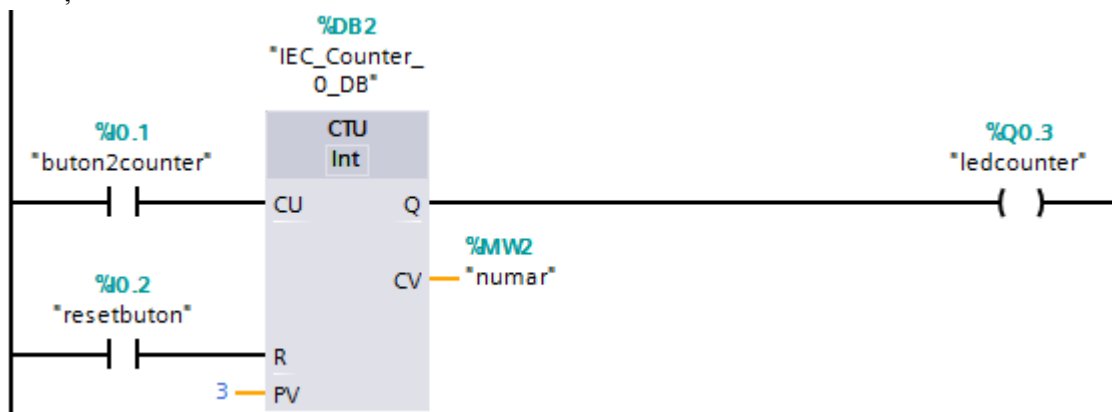 %DB2
"IEC_Counter_
0_DB"
%I0.1
"buton2counter"
CTU
Int
%Q0.3
"ledcounter"
CU
Q
%MW2
CV
"numar"
%I0.2
"resetbuton"
R
3
PV